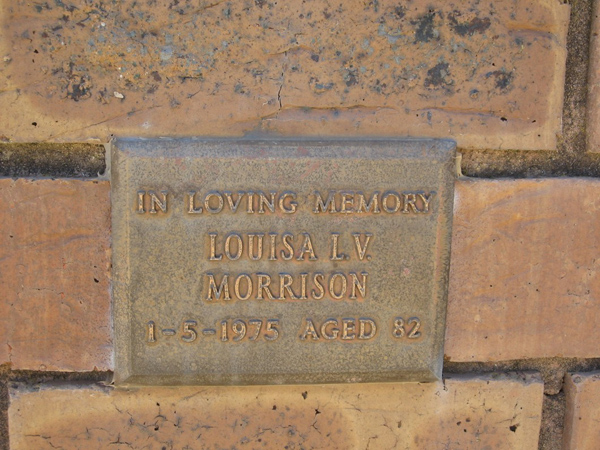 IN LOVING MEMORY
LOUISA L.V.
MORRISON
1-5-1975 AGED 82